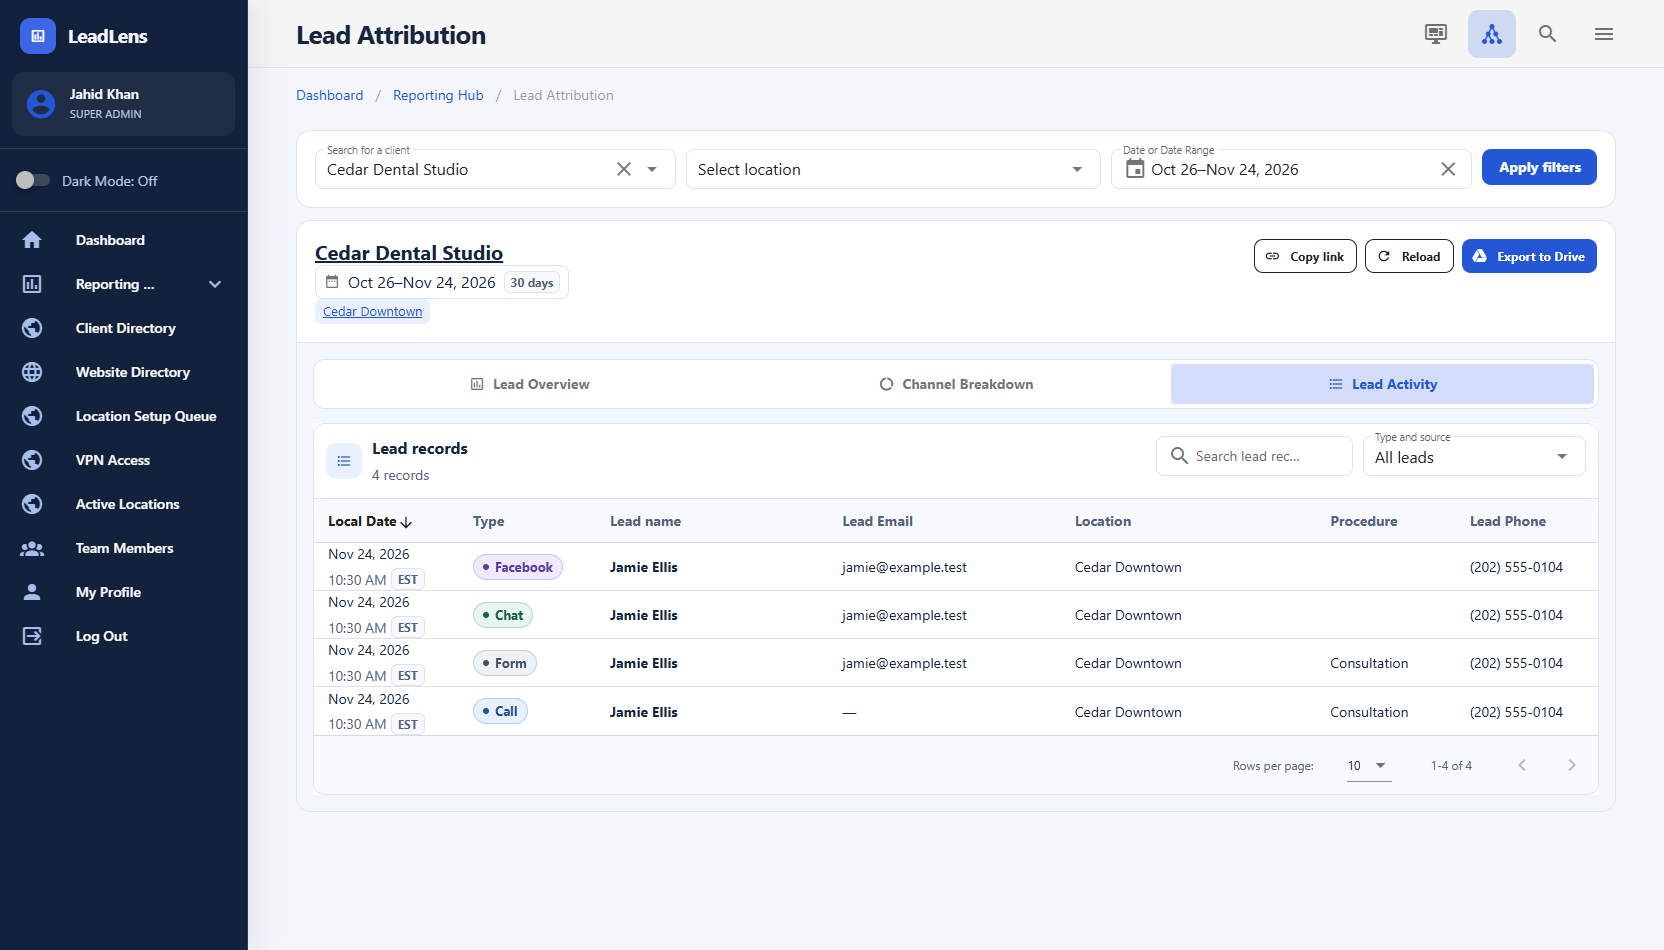 LeadLens
Jahid Khan
SUPER ADMIN
Dark Mode: Off
Dashboard
Reporting ...
Client Directory
Website Directory
Location Setup Queue
VPN Access
Active Locations
Team Members
My Profile
Log Out
Lead Attribution
Dashboard / Reporting Hub / Lead Attribution
Search for a client
Cedar Dental Studio
Select location
Date or Date Range
Oct 26–Nov 24, 2026
Apply filters
Cedar Dental Studio
Oct 26–Nov 24, 2026 30 days
Cedar Downtown
Copy link
Reload
Export to Drive
Lead Overview
Channel Breakdown
Lead Activity
Lead records
4 records
Search lead rec...
Type and source
All leads
Local Date Type Lead name Lead Email Location Procedure Lead Phone
Nov 24, 2026
10:30 AM EST Facebook Jamie Ellis jamie@example.test Cedar Downtown (202) 555-0104
Nov 24, 2026
10:30 AM EST Chat Jamie Ellis jamie@example.test Cedar Downtown (202) 555-0104
Nov 24, 2026
10:30 AM EST Form Jamie Ellis jamie@example.test Cedar Downtown Consultation (202) 555-0104
Nov 24, 2026
10:30 AM EST Call Jamie Ellis — Cedar Downtown Consultation (202) 555-0104
Rows per page: 10 1-4 of 4